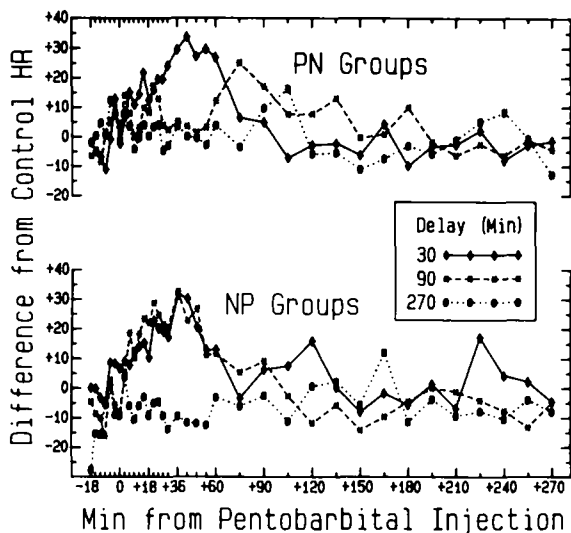 Difference from Control HR
+40
+30
+20
+10
0
-10
-20
PN Groups
Delay (Min)
30
90
270
+40
+30
+20
+10
0
-10
-20
NP Groups
-18 0 +18 +36 +60 +90 +120 +150 +180 +210 +240 +270
Min from Pentobarbital Injection